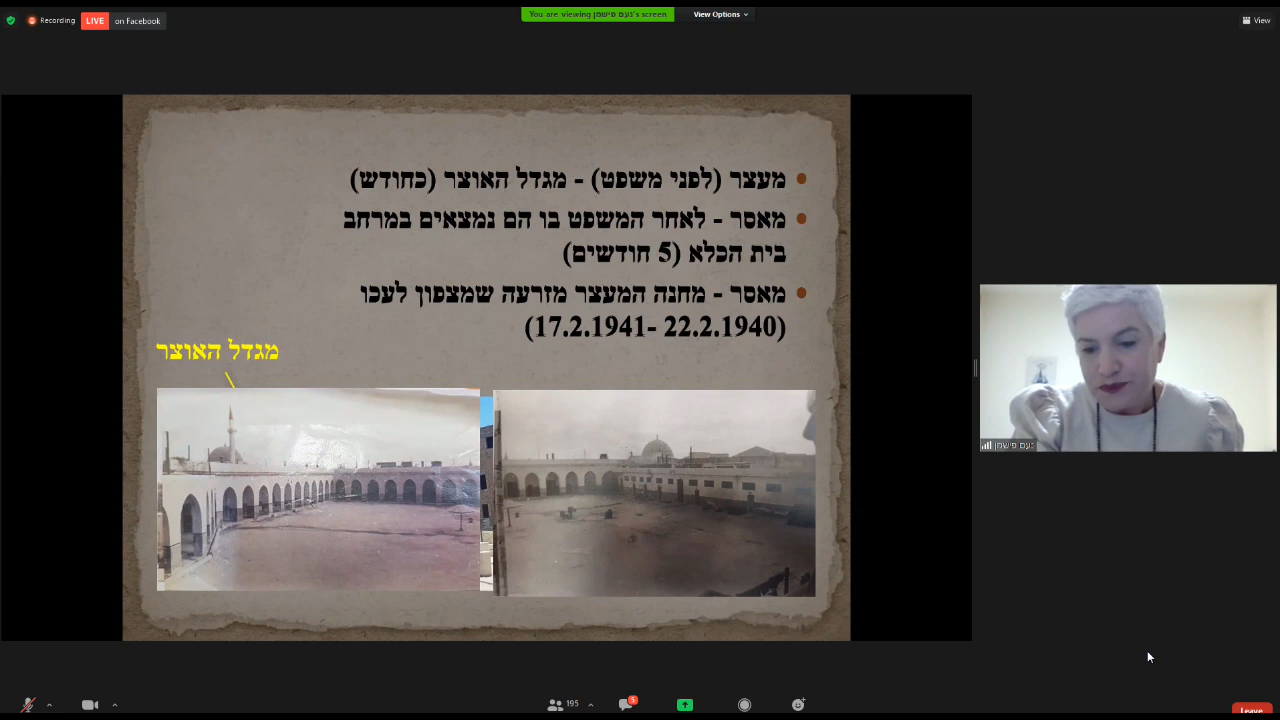 Recording
LIVE
on Facebook
You are viewing נעם פישמן's screen
View Options
View
מעצר (לפני משפט) - מגדל האוצר (כחודש)
מאסר - לאחר המשפט בו הם נמצאים במרחב
בית הכלא (5 חודשים)
מאסר - מחנה המעצר מזרעה שמצפון לעכו
(22.2.1940 -17.2.1941)
מגדל האוצר
נעם פישמן
195
5
Leave